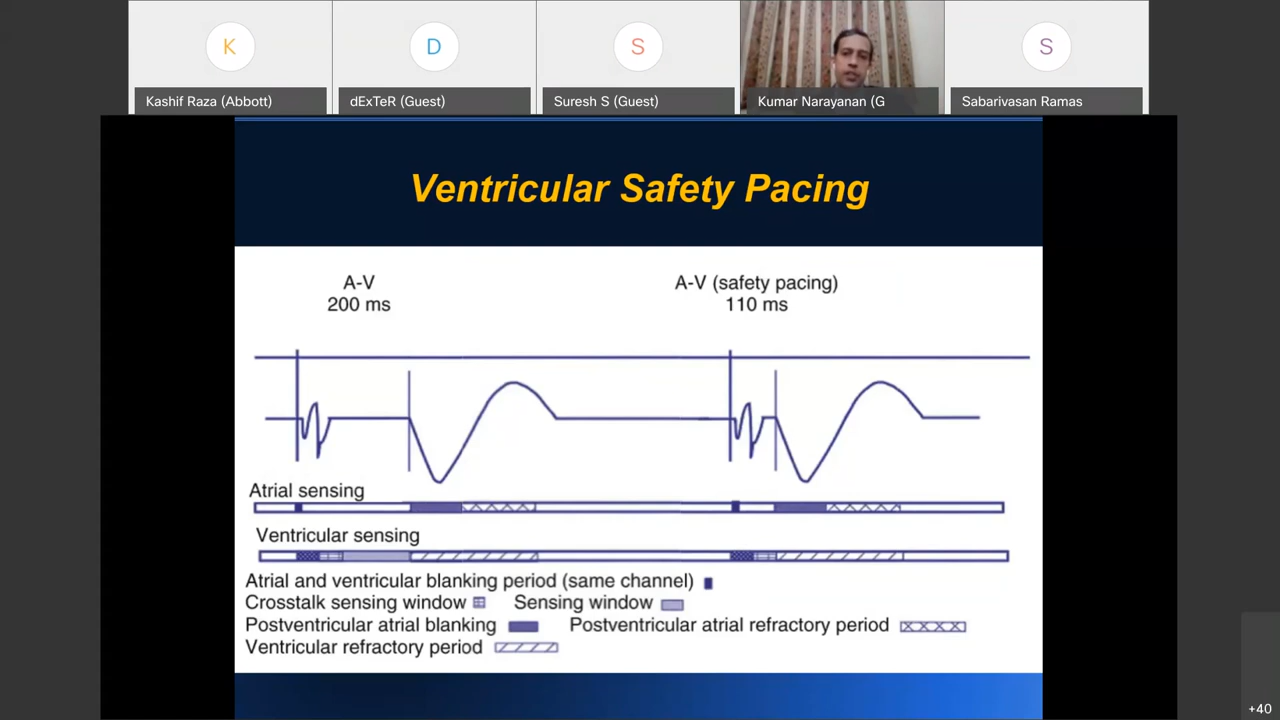 K
D
S
S
Kashif Raza (Abbott)
dExTeR (Guest)
Suresh S (Guest)
Kumar Narayanan (G
Sabarivasan Ramas
Ventricular Safety Pacing
A-V
200 ms
A-V (safety pacing)
110 ms
Atrial sensing
Ventricular sensing
Atrial and ventricular blanking period (same channel)
Crosstalk sensing window
Sensing window
Postventricular atrial blanking
Postventricular atrial refractory period
Ventricular refractory period
+40